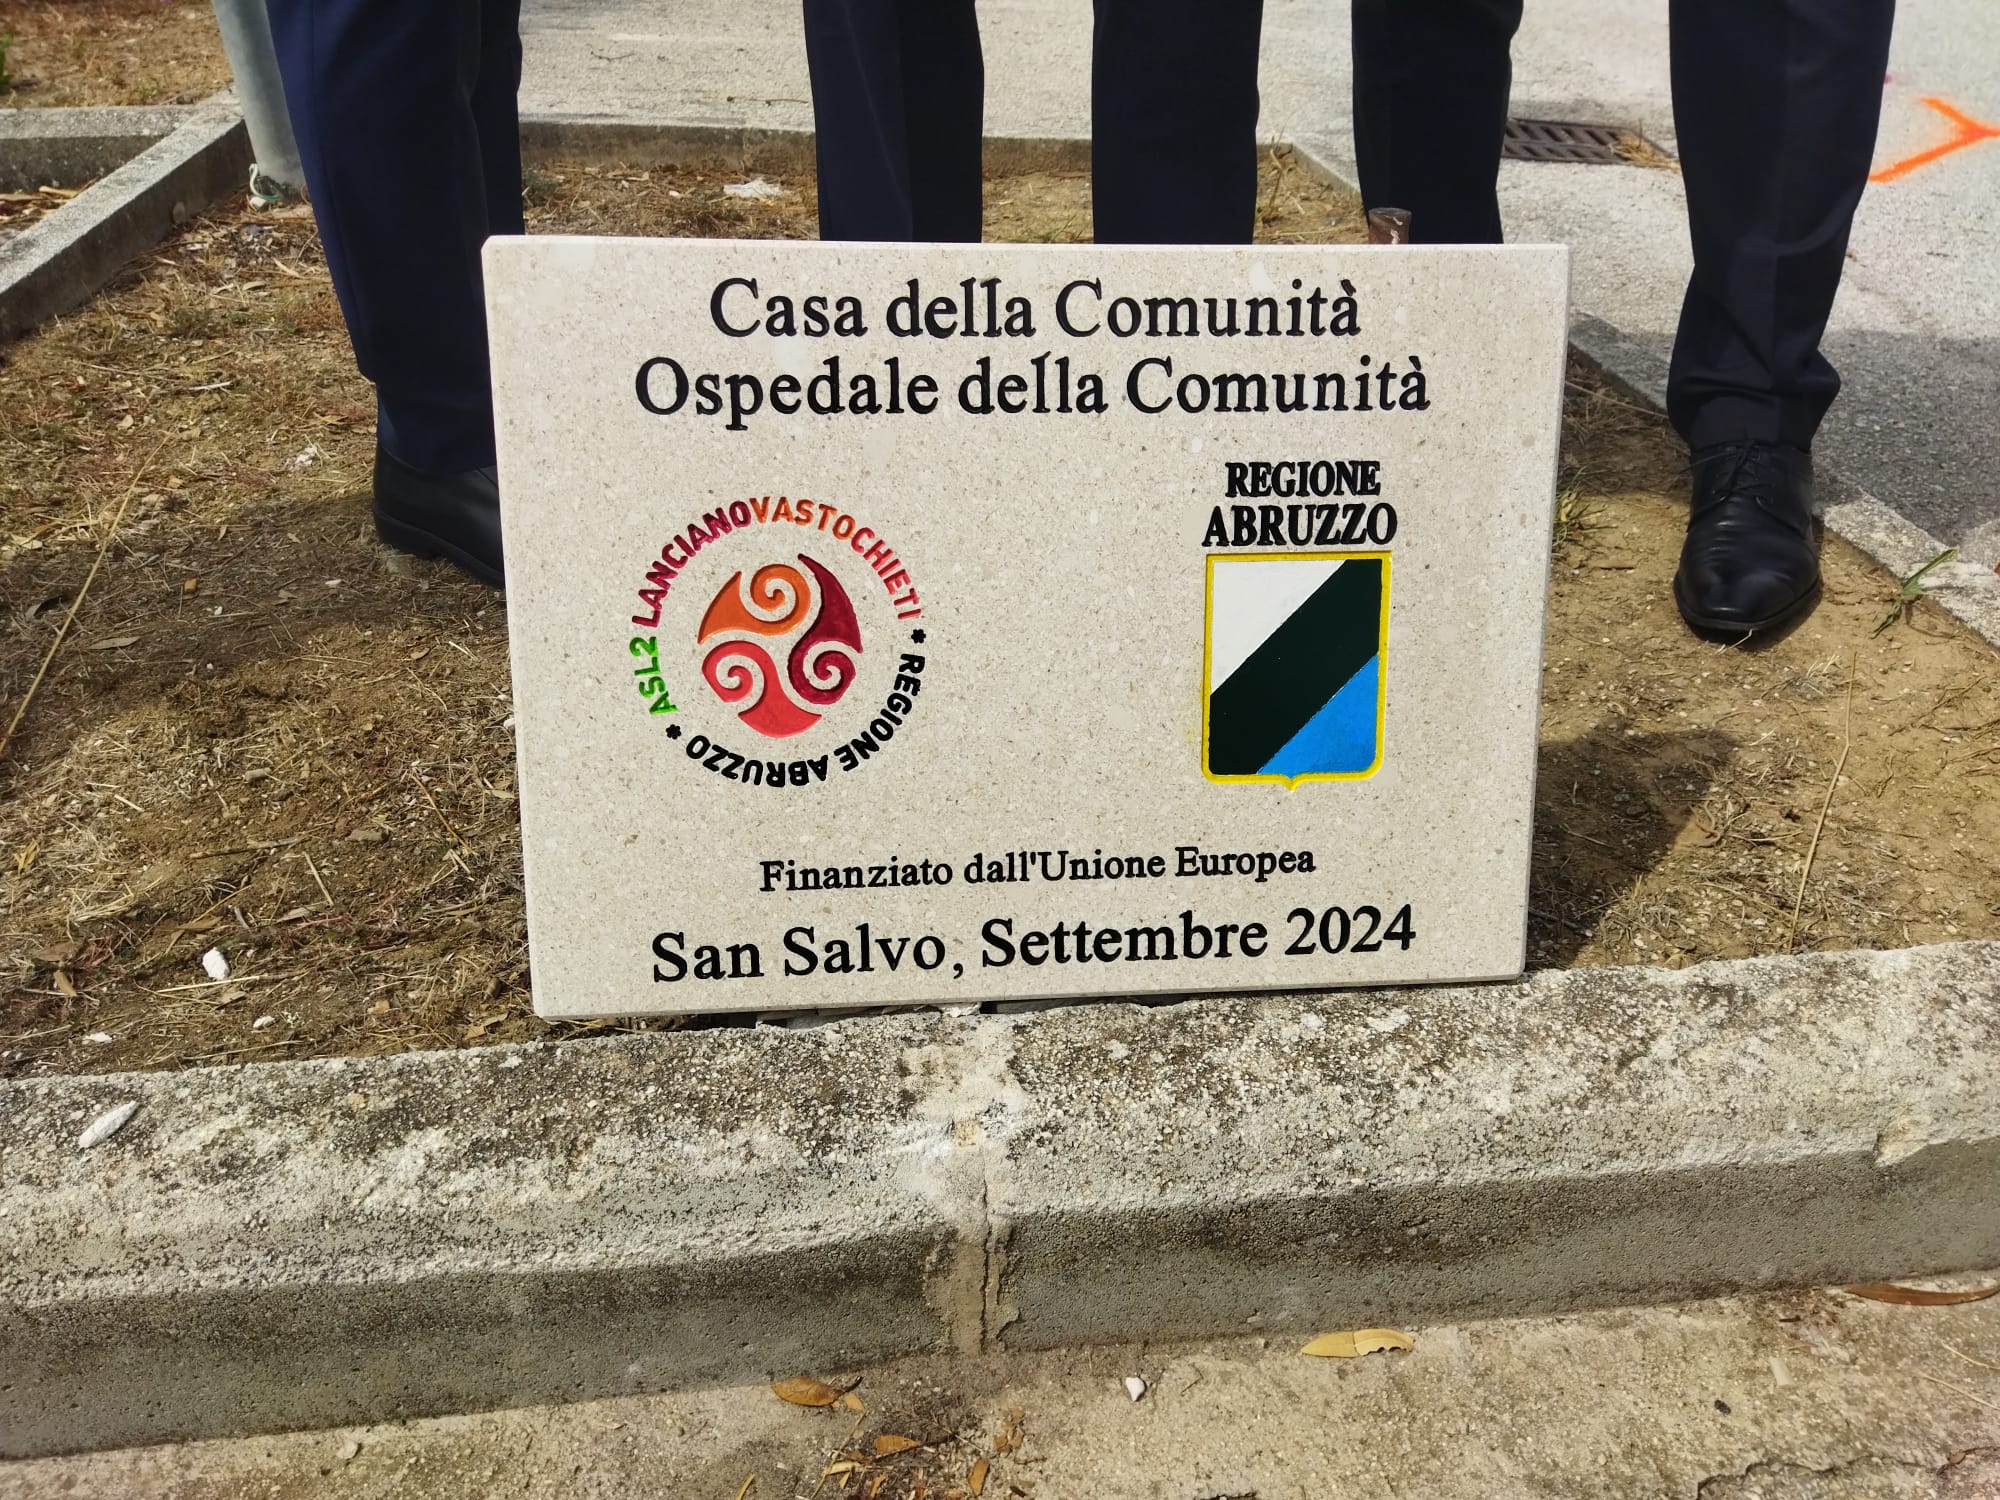 Casa della Comunità
Ospedale della Comunità
ASL2 LANCIANOVASTOCHIETI * REGIONE ABRUZZO *
REGIONE
ABRUZZO
Finanziato dall'Unione Europea
San Salvo, Settembre 2024